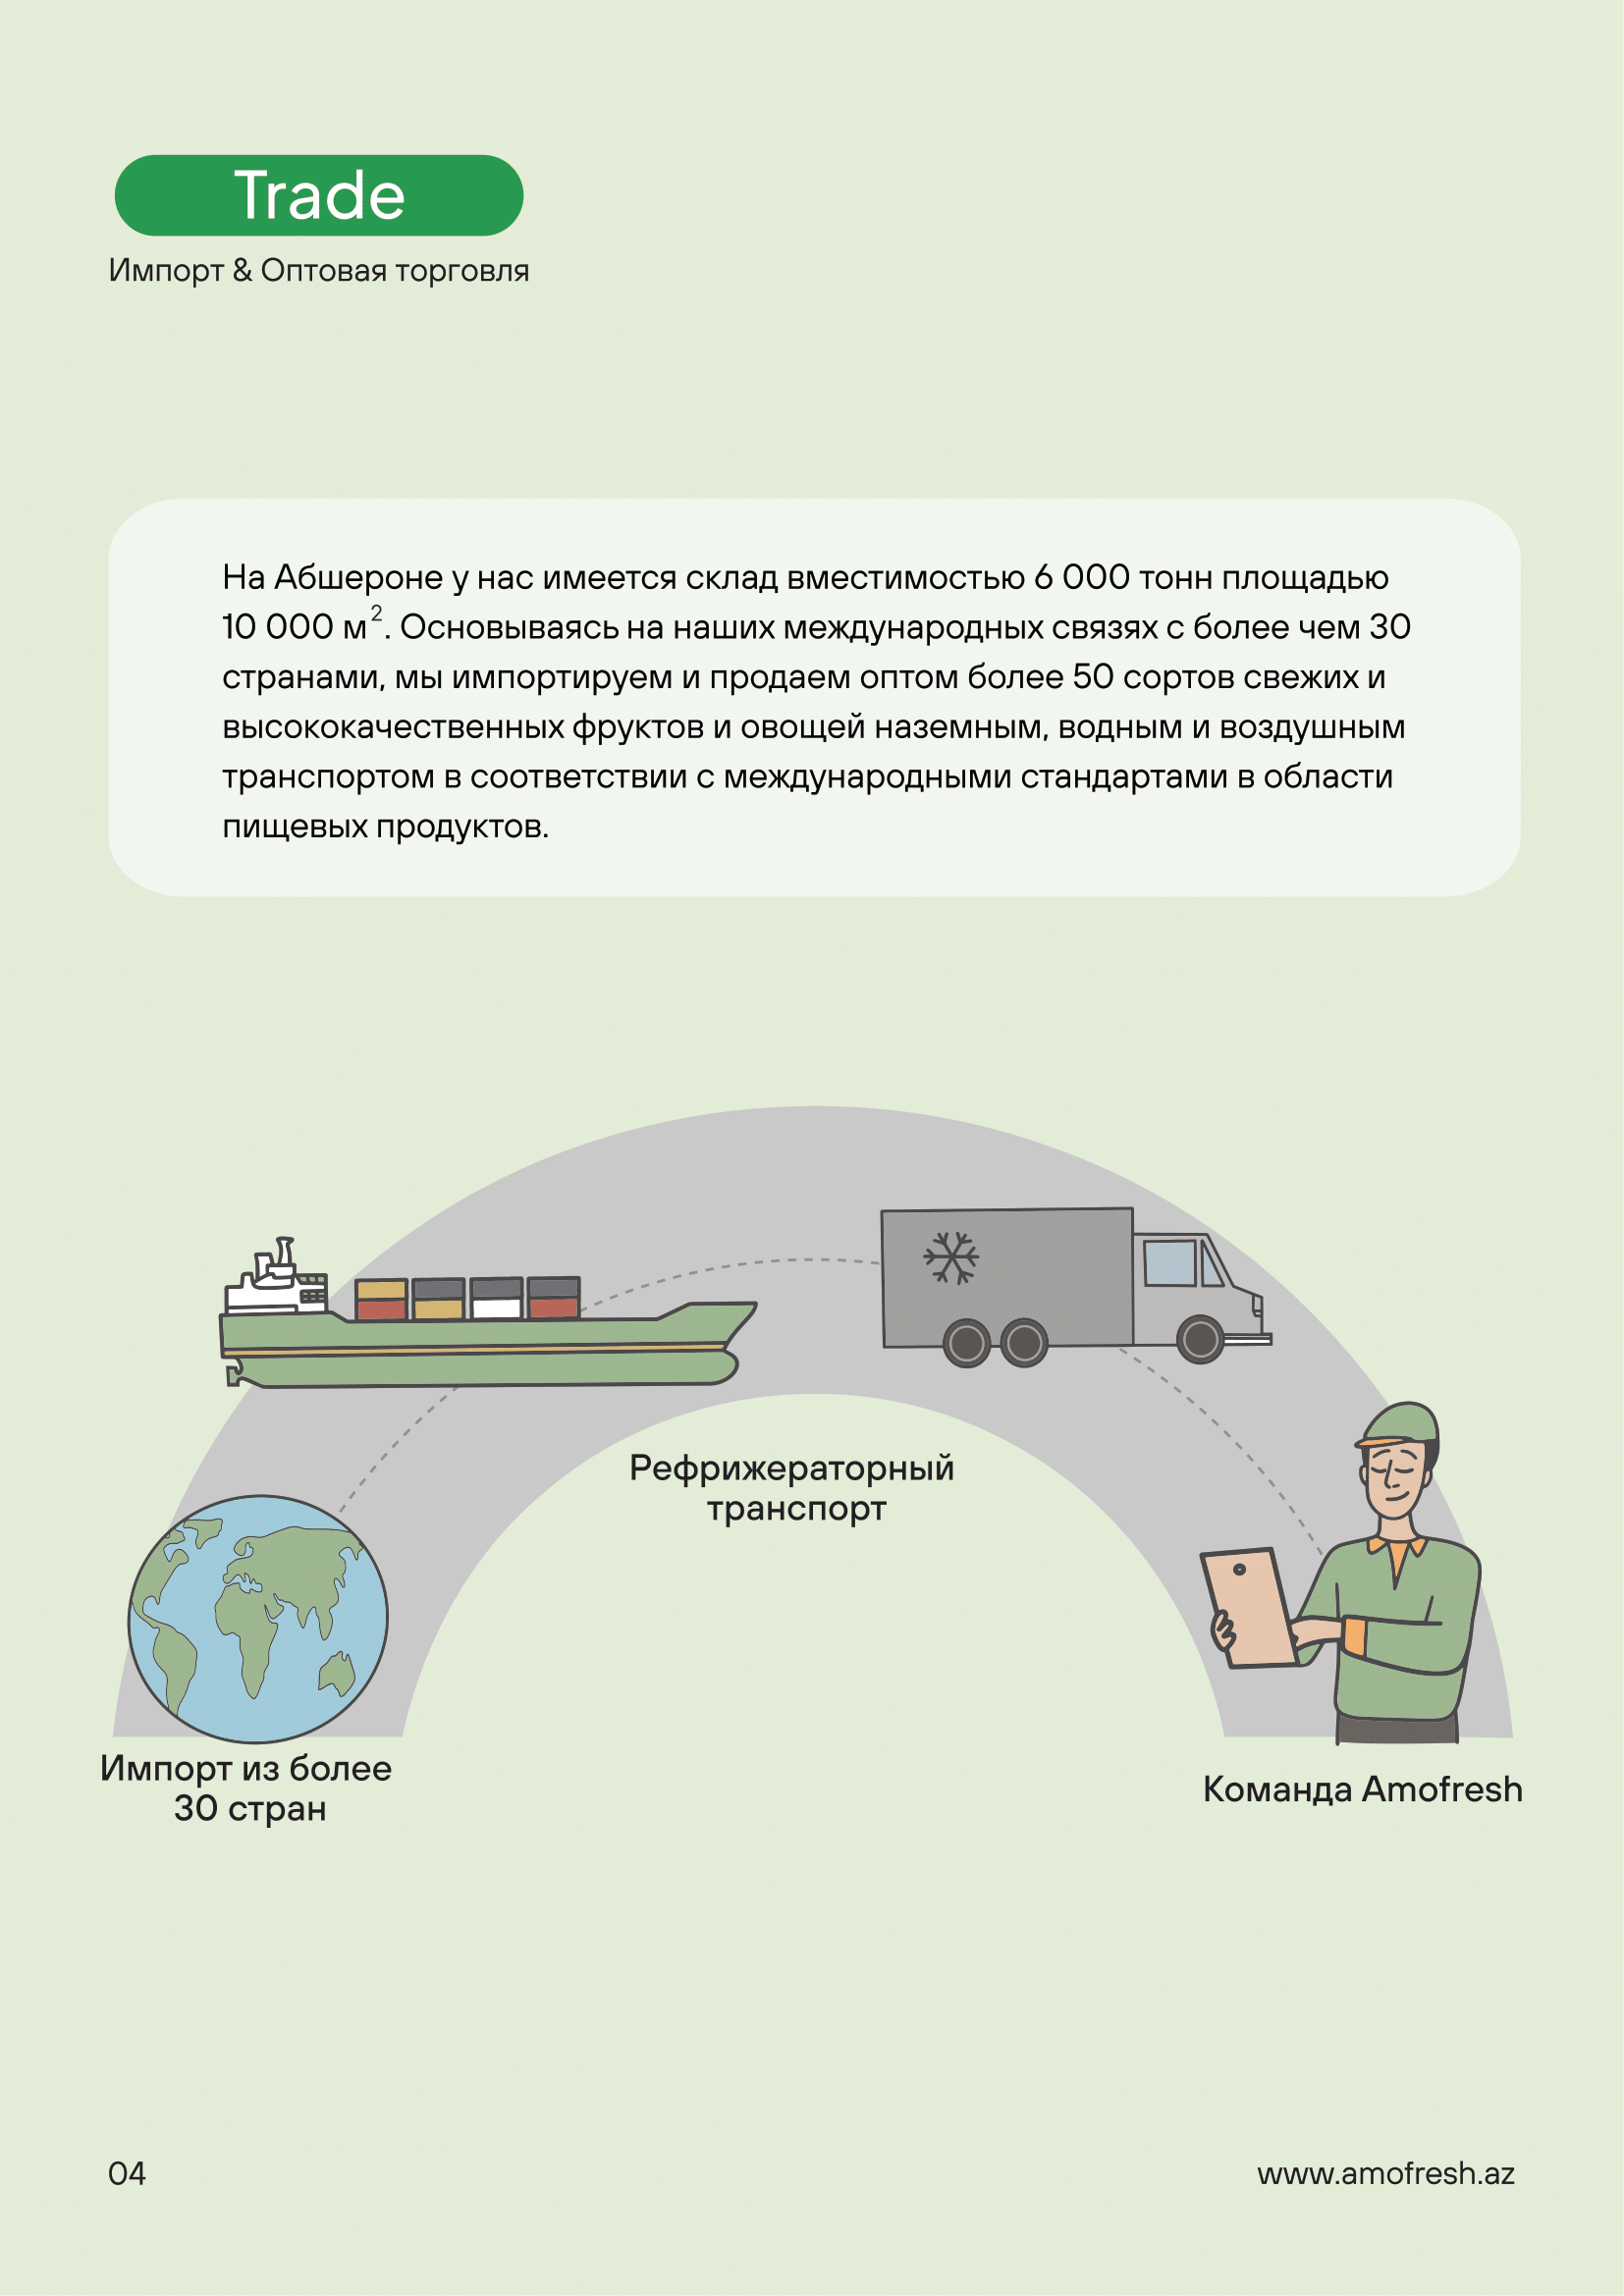 Trade
Импорт & Оптовая торговля
На Абшероне у нас имеется склад вместимостью 6 000 тонн площадью
10 000 м². Основываясь на наших международных связях с более чем 30
странами, мы импортируем и продаем оптом более 50 сортов свежих и
высококачественных фруктов и овощей наземным, водным и воздушным
транспортом в соответствии с международными стандартами в области
пищевых продуктов.
Рефрижераторный
транспорт
Импорт из более
30 стран
Команда Amofresh
04
www.amofresh.az